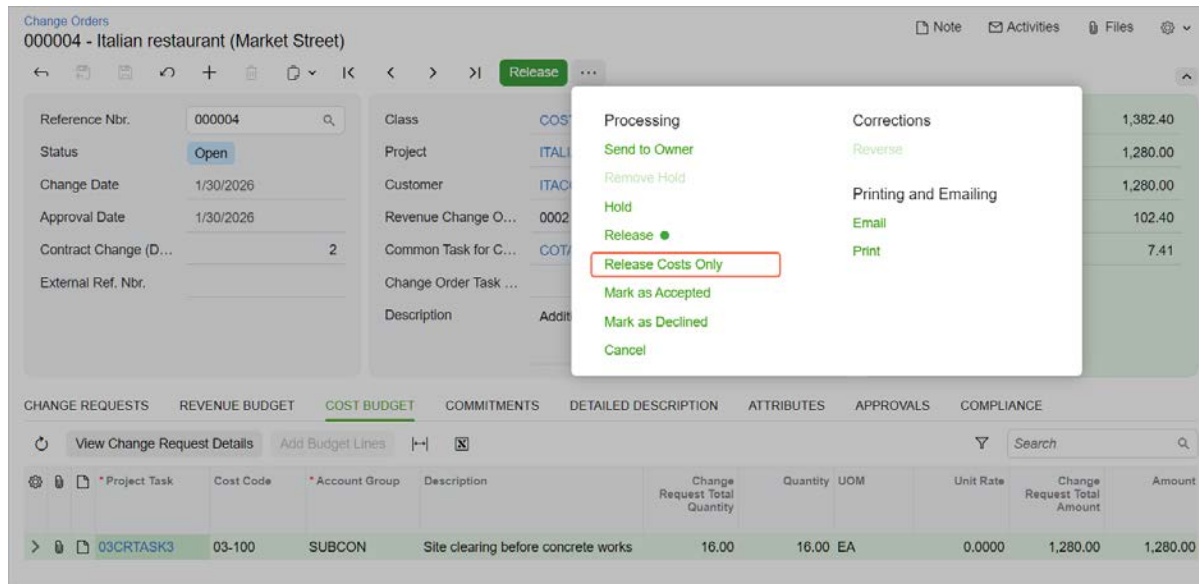 Change Orders
000004 - Italian restaurant (Market Street)
Note Activities Files
Release ...
Reference Nbr. 000004
Status Open
Change Date 1/30/2026
Approval Date 1/30/2026
Contract Change (D... 2
External Ref. Nbr.
Class COS
Project ITALI
Customer ITAC
Revenue Change O... 0002
Common Task for C... COTA
Change Order Task ...
Description Addit
Processing
Send to Owner
Remove Hold
Hold
Release
Release Costs Only
Mark as Accepted
Mark as Declined
Cancel
Corrections
Reverse
Printing and Emailing
Email
Print
1,382.40
1,280.00
1,280.00
102.40
7.41
CHANGE REQUESTS REVENUE BUDGET COST BUDGET COMMITMENTS DETAILED DESCRIPTION ATTRIBUTES APPROVALS COMPLIANCE
View Change Request Details Add Budget Lines Search
* Project Task Cost Code * Account Group Description Change Request Total Quantity Quantity UOM Unit Rate Change Request Total Amount Amount
03CRTASK3 03-100 SUBCON Site clearing before concrete works 16.00 16.00 EA 0.0000 1,280.00 1,280.00